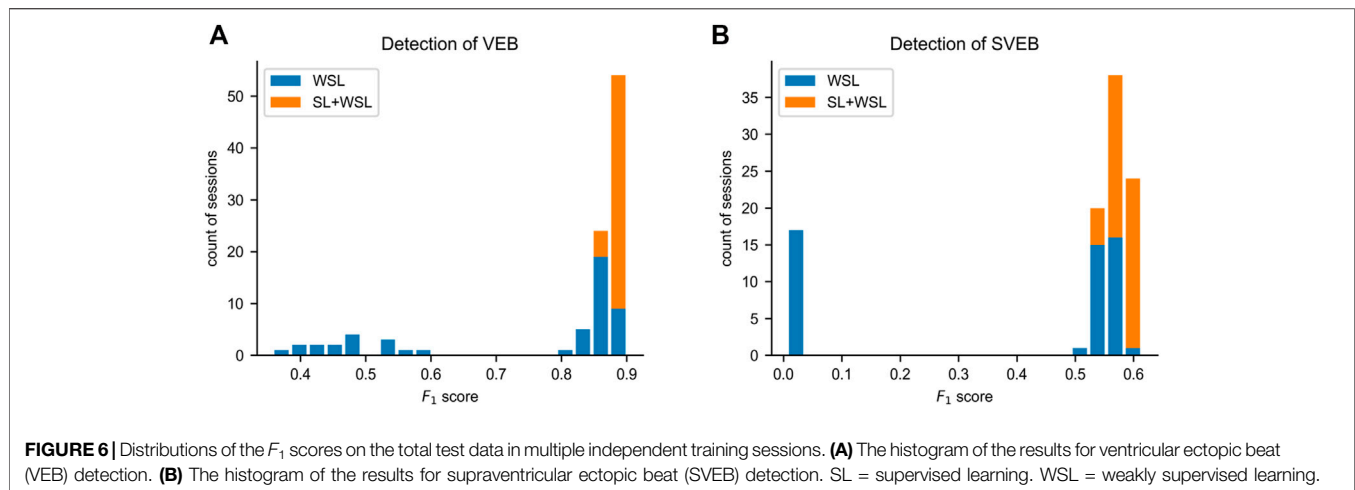 A
Detection of VEB
WSL
SL+WSL
count of sessions
50
40
30
20
10
0
0.4 0.5 0.6 0.7 0.8 0.9
F1 score
B
Detection of SVEB
WSL
SL+WSL
count of sessions
35
30
25
20
15
10
5
0
0.0 0.1 0.2 0.3 0.4 0.5 0.6
F1 score
FIGURE 6 | Distributions of the F1 scores on the total test data in multiple independent training sessions. (A) The histogram of the results for ventricular ectopic beat
(VEB) detection. (B) The histogram of the results for supraventricular ectopic beat (SVEB) detection. SL = supervised learning. WSL = weakly supervised learning.